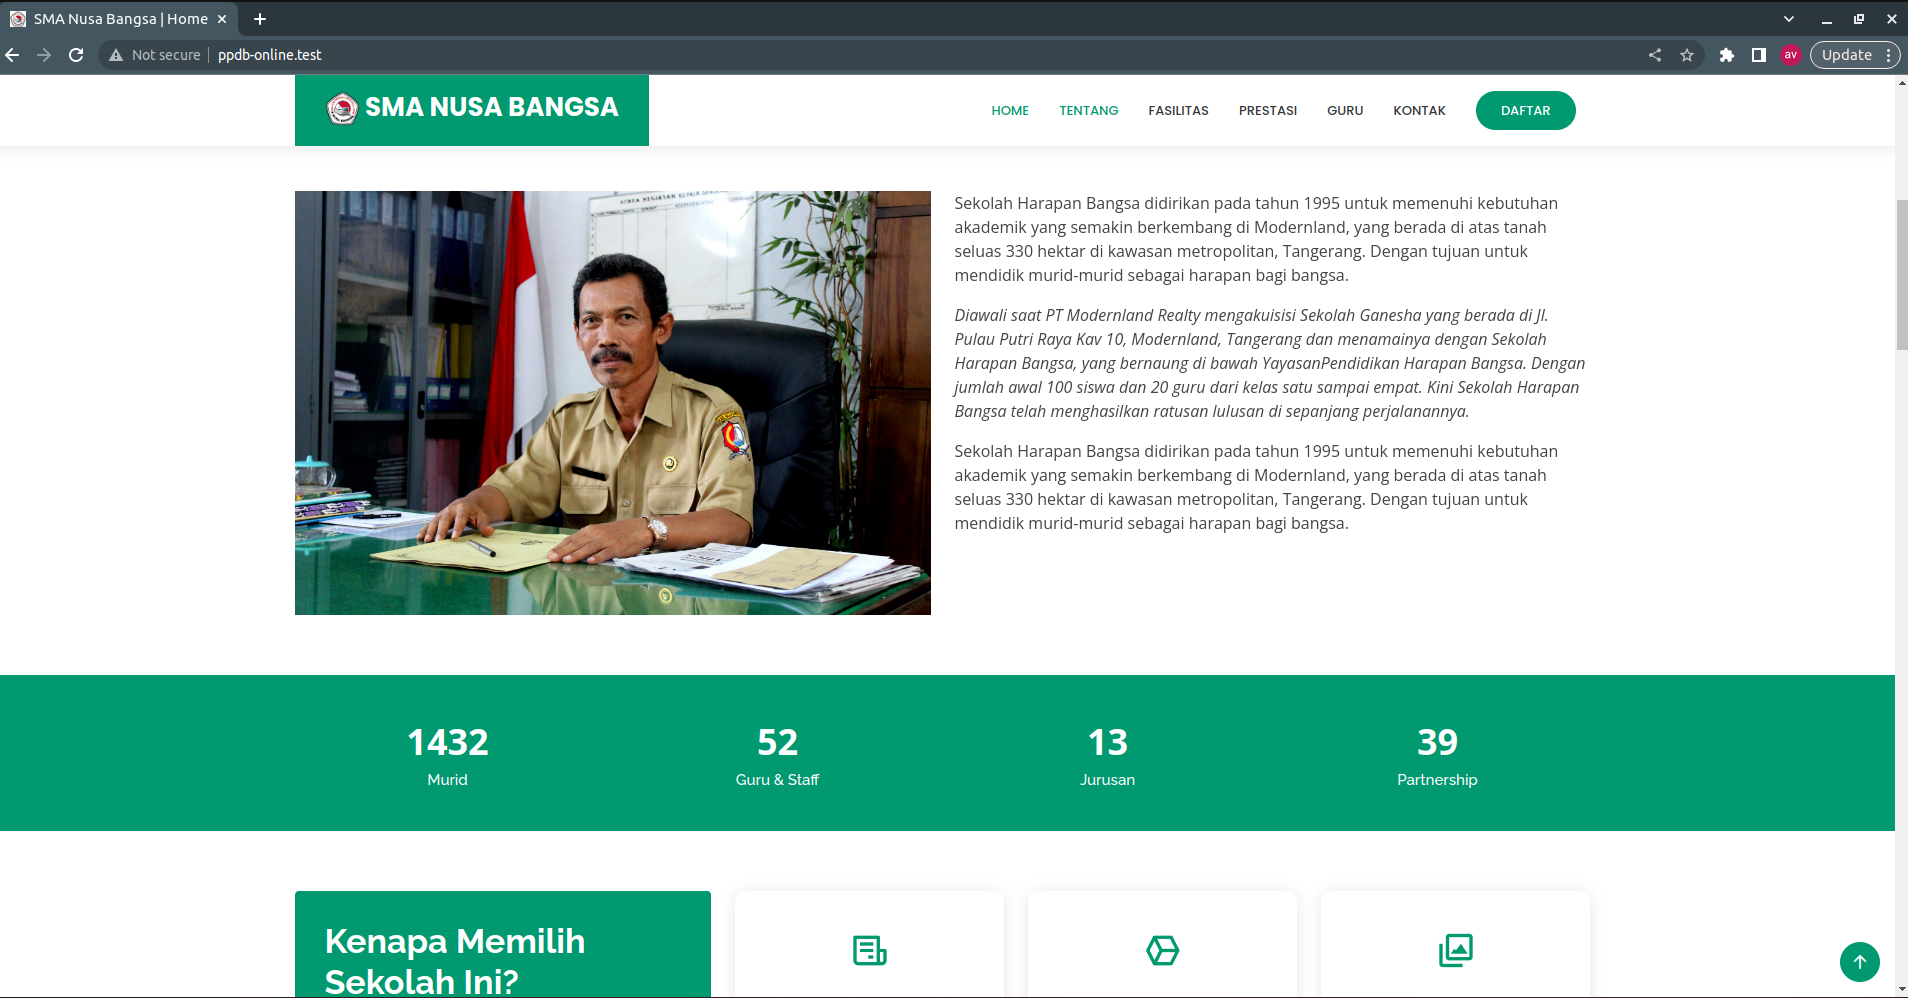 SMA Nusa Bangsa | Home
Not secure
ppdb-online.test
av
Update
SMA NUSA BANGSA
HOME
TENTANG
FASILITAS
PRESTASI
GURU
KONTAK
DAFTAR
Sekolah Harapan Bangsa didirikan pada tahun 1995 untuk memenuhi kebutuhan
akademik yang semakin berkembang di Modernland, yang berada di atas tanah
seluas 330 hektar di kawasan metropolitan, Tangerang. Dengan tujuan untuk
mendidik murid-murid sebagai harapan bagi bangsa.
Diawali saat PT Modernland Realty mengakuisisi Sekolah Ganesha yang berada di Jl.
Pulau Putri Raya Kav 10, Modernland, Tangerang dan menamainya dengan Sekolah
Harapan Bangsa, yang bernaung di bawah YayasanPendidikan Harapan Bangsa. Dengan
jumlah awal 100 siswa dan 20 guru dari kelas satu sampai empat. Kini Sekolah Harapan
Bangsa telah menghasilkan ratusan lulusan di sepanjang perjalanannya.
Sekolah Harapan Bangsa didirikan pada tahun 1995 untuk memenuhi kebutuhan
akademik yang semakin berkembang di Modernland, yang berada di atas tanah
seluas 330 hektar di kawasan metropolitan, Tangerang. Dengan tujuan untuk
mendidik murid-murid sebagai harapan bagi bangsa.
1432
Murid
52
Guru & Staff
13
Jurusan
39
Partnership
Kenapa Memilih
Sekolah Ini?